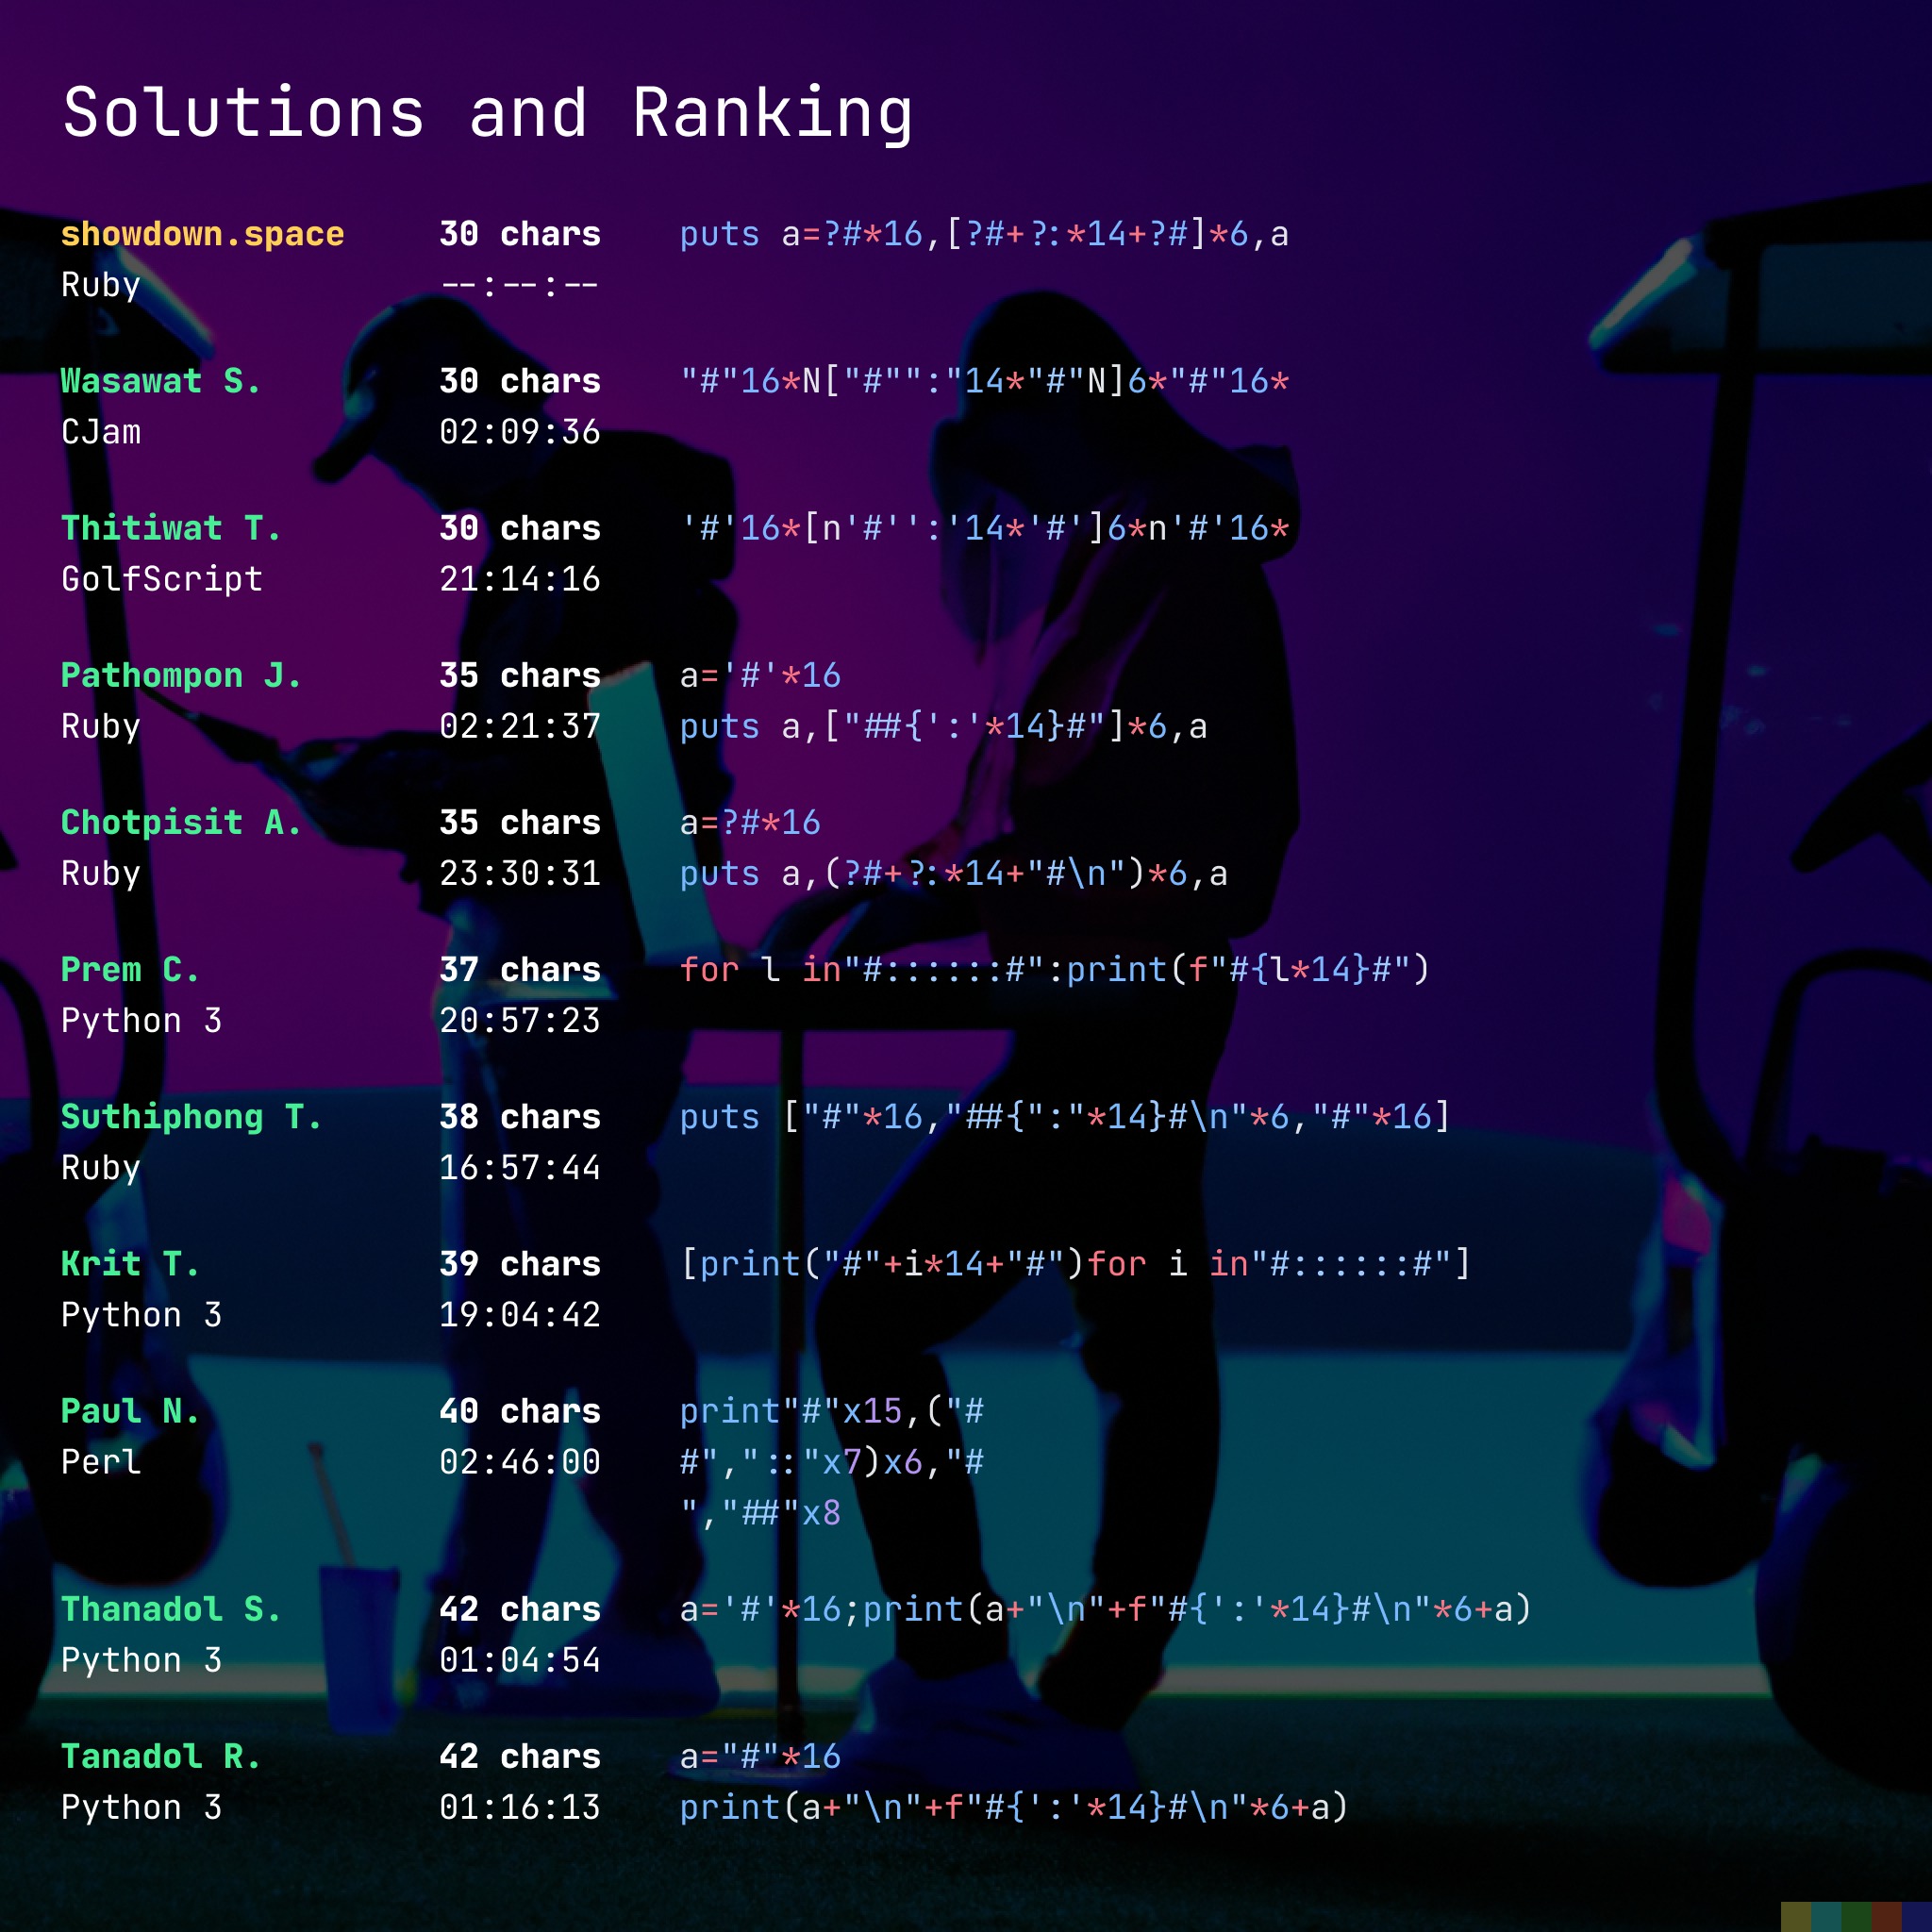 Solutions and Ranking
showdown.space 30 chars puts a=?#*16,[?#+?:*14+?#]*6,a
Ruby --:--:--
Wasawat S. 30 chars "#"16*N["#"":"14*"#"N]6*"#"16*
CJam 02:09:36
Thitiwat T. 30 chars '#'16*[n'#'':'14*'#']6*n'#'16*
GolfScript 21:14:16
Pathompon J. 35 chars a='#'*16
Ruby 02:21:37 puts a,["##{':'*14}#"]*6,a
Chotpisit A. 35 chars a=?#*16
Ruby 23:30:31 puts a,(?#+?:*14+"#\n")*6,a
Prem C. 37 chars for l in"#::::::#":print(f"#{l*14}#")
Python 3 20:57:23
Suthiphong T. 38 chars puts ["#"*16,"##{":"*14}#\n"*6,"#"*16]
Ruby 16:57:44
Krit T. 39 chars [print("#"+i*14+"#")for i in"#::::::#"]
Python 3 19:04:42
Paul N. 40 chars print"#"x15,("#
Perl 02:46:00 #","::"x7)x6,"#
","##"x8
Thanadol S. 42 chars a='#'*16;print(a+"\n"+f"#{':'*14}#\n"*6+a)
Python 3 01:04:54
Tanadol R. 42 chars a="#"*16
Python 3 01:16:13 print(a+"\n"+f"#{':'*14}#\n"*6+a)